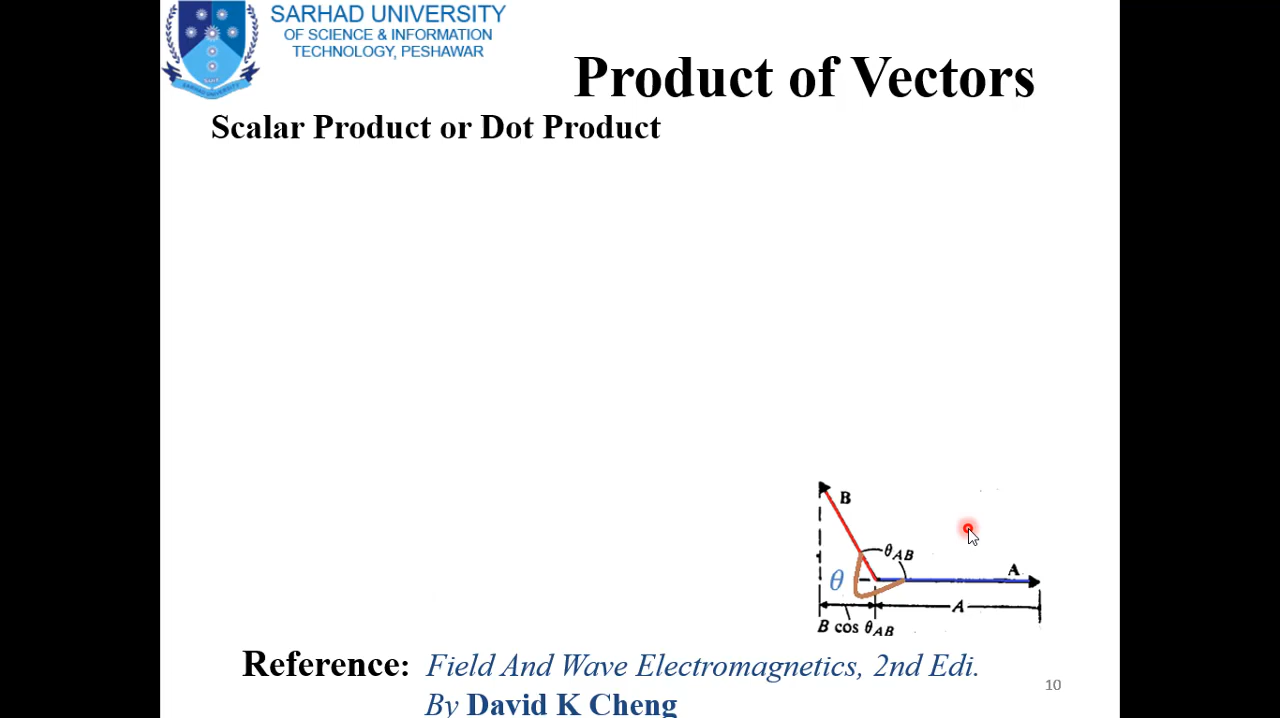 SARHAD UNIVERSITY
OF SCIENCE & INFORMATION
TECHNOLOGY, PESHAWAR
Product of Vectors
Scalar Product or Dot Product
B
θAB
θ
A
A
B cos θAB
Reference: Field And Wave Electromagnetics, 2nd Edi.
By David K Cheng
10